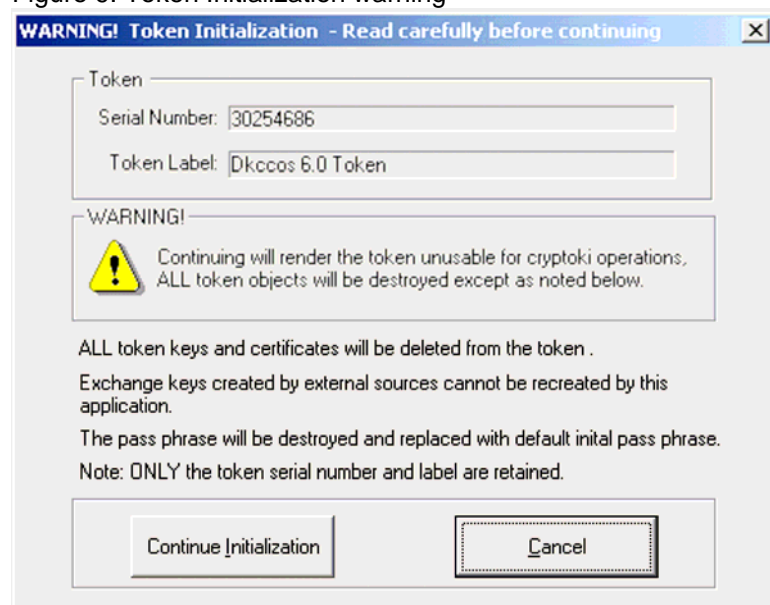 WARNING! Token Initialization - Read carefully before continuing
Token
Serial Number: 30254686
Token Label: Dkccos 6.0 Token
WARNING!
Continuing will render the token unusable for cryptoki operations,
ALL token objects will be destroyed except as noted below.
ALL token keys and certificates will be deleted from the token .
Exchange keys created by external sources cannot be recreated by this
application.
The pass phrase will be destroyed and replaced with default inital pass phrase.
Note: ONLY the token serial number and label are retained.
Continue Initialization
Cancel